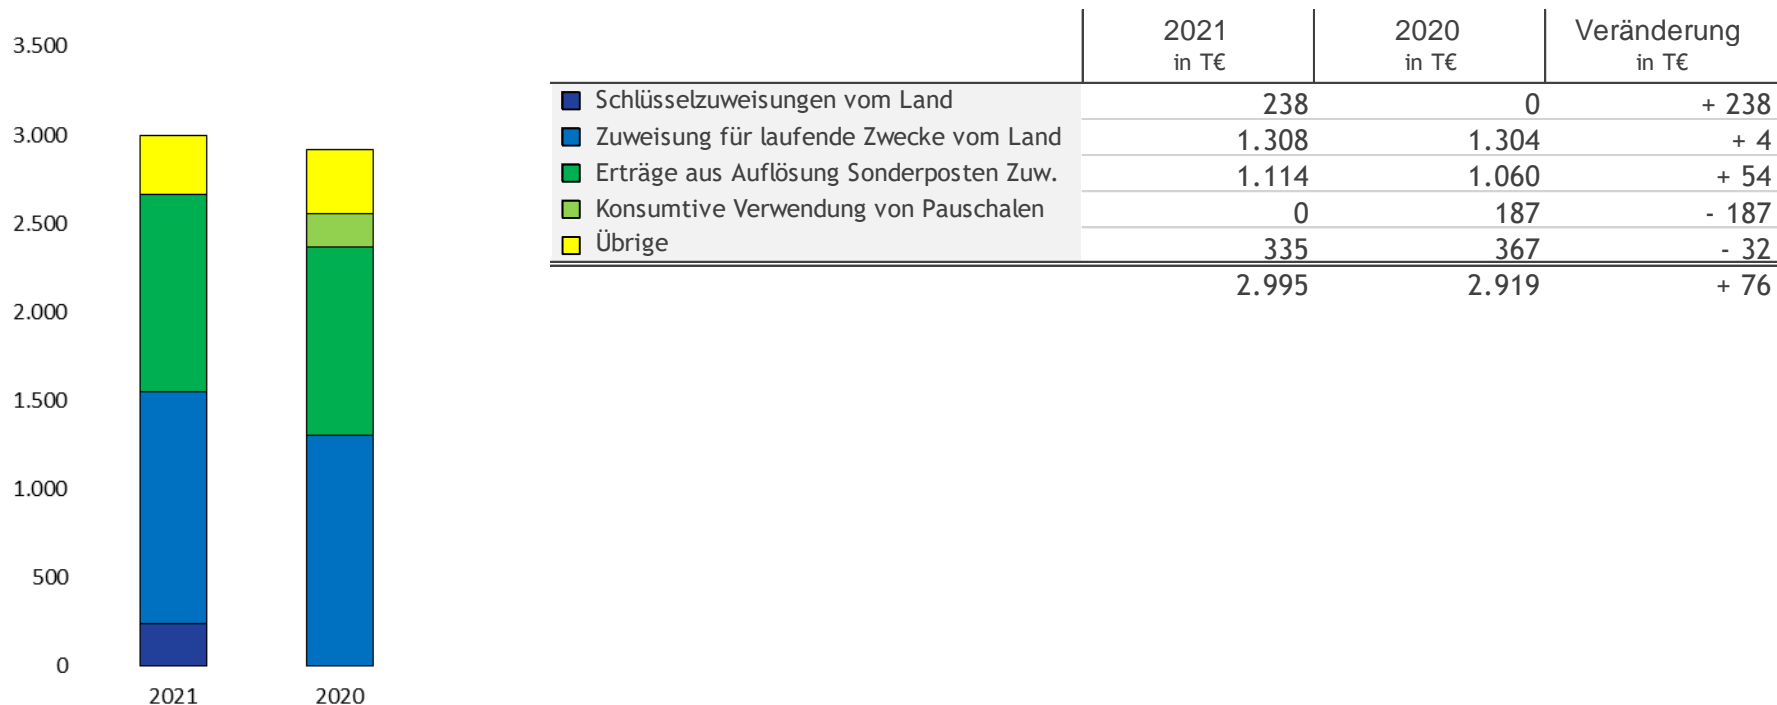 3.500
3.000
2.500
2.000
1.500
1.000
500
0
2021 2020
2021 2020 Veränderung
in T€ in T€ in T€
Schlüsselzuweisungen vom Land 238 0 + 238
Zuweisung für laufende Zwecke vom Land 1.308 1.304 + 4
Erträge aus Auflösung Sonderposten Zuw. 1.114 1.060 + 54
Konsumtive Verwendung von Pauschalen 0 187 - 187
Übrige 335 367 - 32
2.995 2.919 + 76